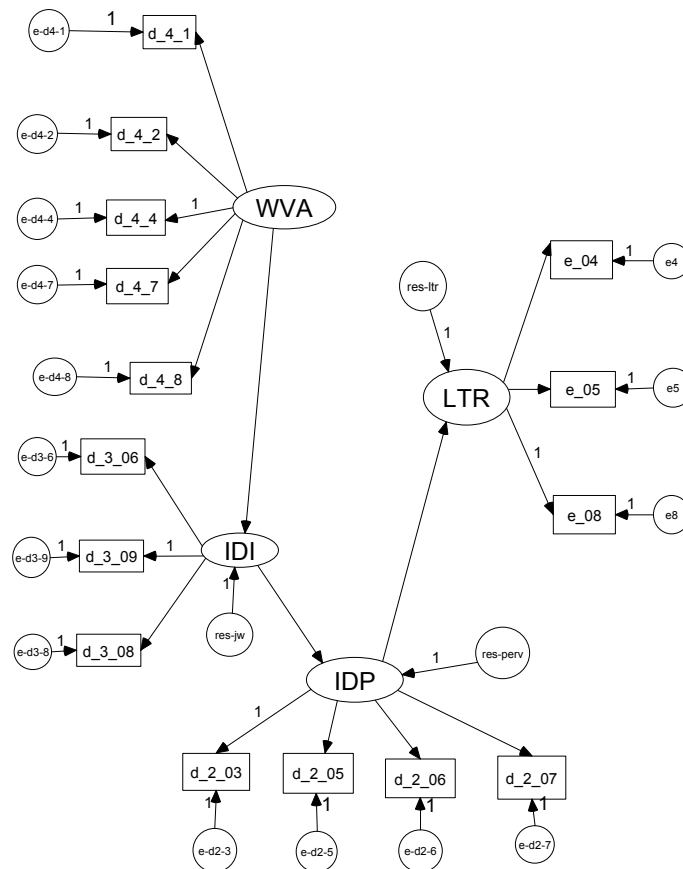 e-d4-1 1 d_4_1
e-d4-2 1 d_4_2
e-d4-4 1 d_4_4 1 WVA
e-d4-7 1 d_4_7
e-d4-8 1 d_4_8
e_04 1 e4
res-ltr 1
LTR
e_05 1 e5
1
e_08 1 e8
e-d3-6 1 d_3_06
e-d3-9 1 d_3_09 1 IDI
1
res-jw
e-d3-8 1 d_3_08
IDP 1 res-perv
1
d_2_03 d_2_05 d_2_06 d_2_07
1 1 1 1
e-d2-3 e-d2-5 e-d2-6 e-d2-7